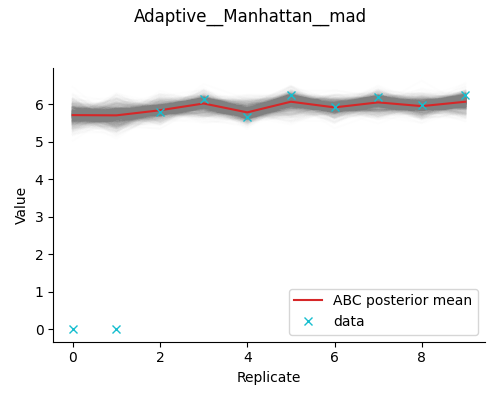 Adaptive__Manhattan__mad
6
5
4
3
2
1
0
Value
ABC posterior mean
data
0
2
4
6
8
Replicate